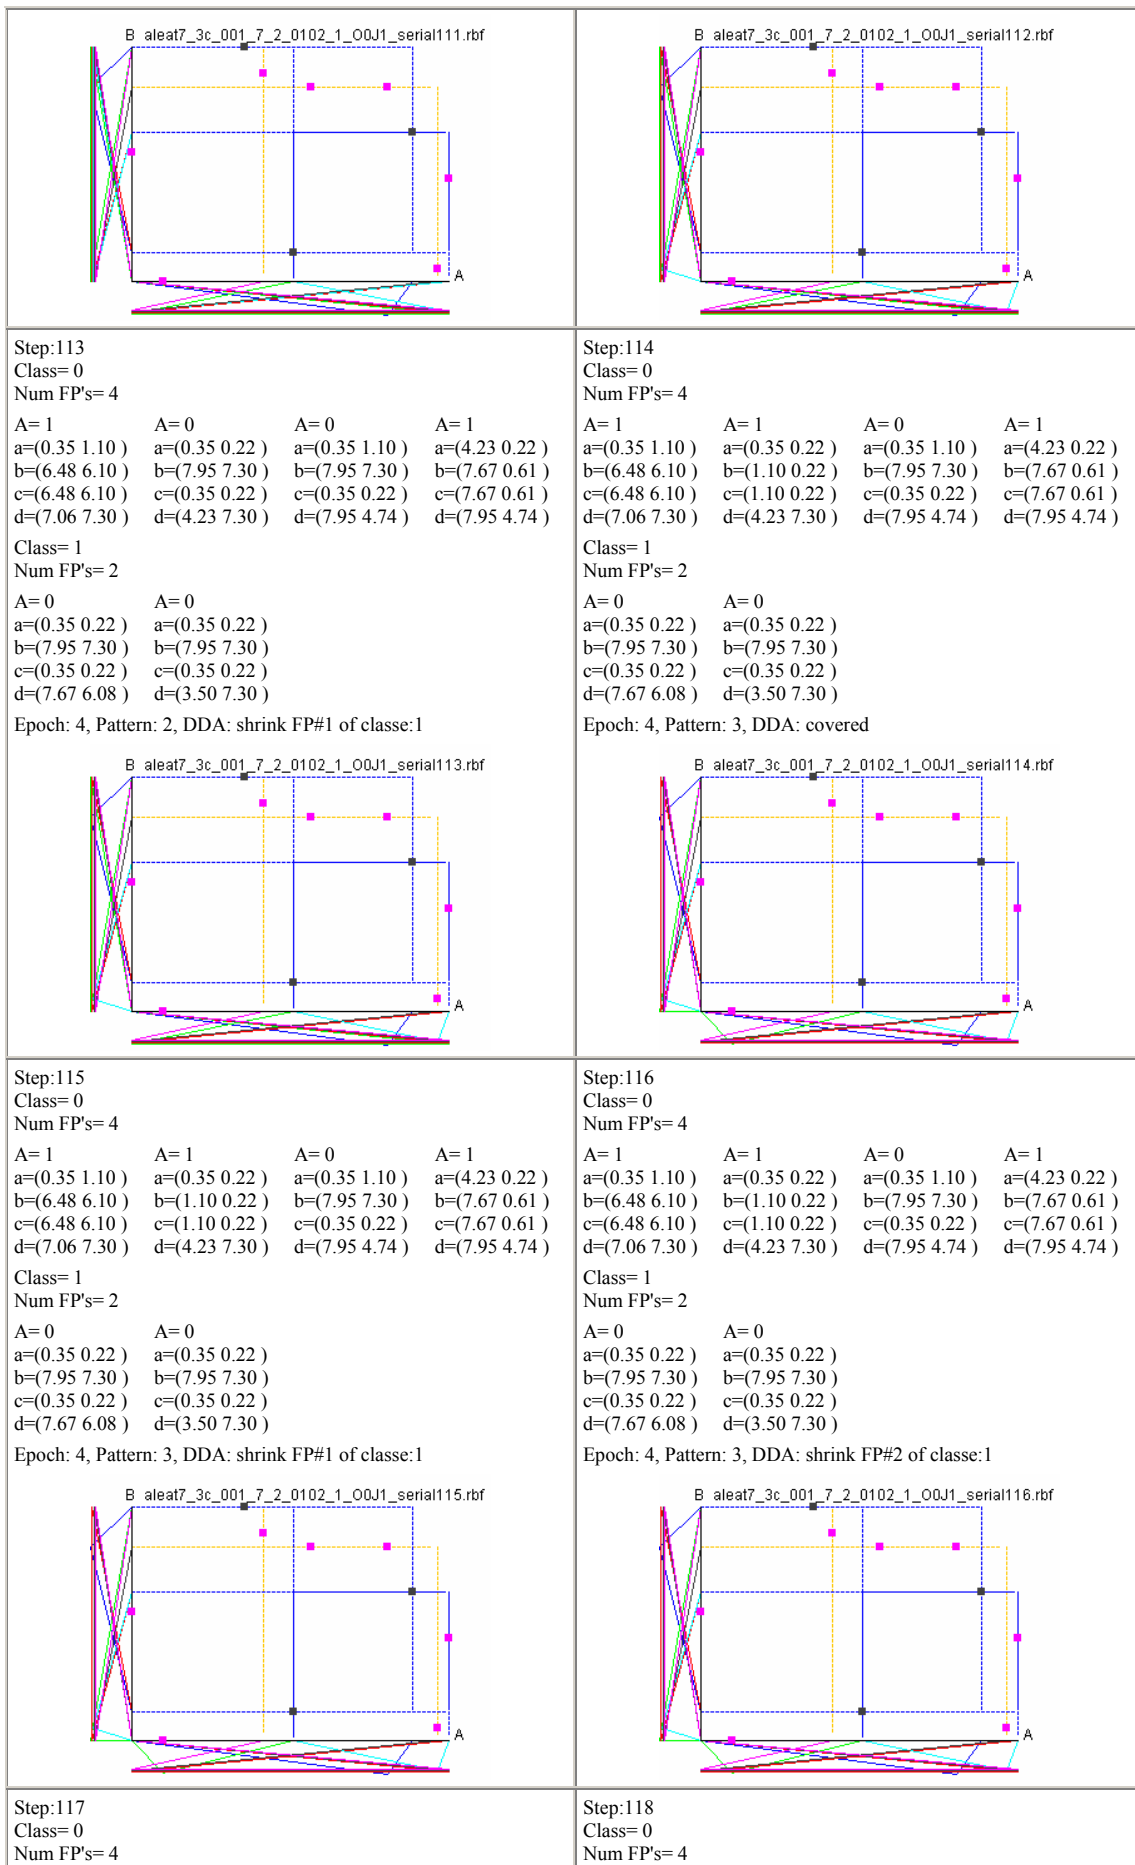 B aleat7_3c_001_7_2_0102_1_O0J1_serial111.rbf
A
B aleat7_3c_001_7_2_0102_1_O0J1_serial112.rbf
A
Step:113
Class= 0
Num FP's= 4
A= 1 A= 0 A= 0 A= 1
a=(0.35 1.10 ) a=(0.35 0.22 ) a=(0.35 1.10 ) a=(4.23 0.22 )
b=(6.48 6.10 ) b=(7.95 7.30 ) b=(7.95 7.30 ) b=(7.67 0.61 )
c=(6.48 6.10 ) c=(0.35 0.22 ) c=(0.35 0.22 ) c=(7.67 0.61 )
d=(7.06 7.30 ) d=(4.23 7.30 ) d=(7.95 4.74 ) d=(7.95 4.74 )
Class= 1
Num FP's= 2
A= 0 A= 0
a=(0.35 0.22 ) a=(0.35 0.22 )
b=(7.95 7.30 ) b=(7.95 7.30 )
c=(0.35 0.22 ) c=(0.35 0.22 )
d=(7.67 6.08 ) d=(3.50 7.30 )
Epoch: 4, Pattern: 2, DDA: shrink FP#1 of classe:1
B aleat7_3c_001_7_2_0102_1_O0J1_serial113.rbf
A
Step:114
Class= 0
Num FP's= 4
A= 1 A= 1 A= 0 A= 1
a=(0.35 1.10 ) a=(0.35 0.22 ) a=(0.35 1.10 ) a=(4.23 0.22 )
b=(6.48 6.10 ) b=(1.10 0.22 ) b=(7.95 7.30 ) b=(7.67 0.61 )
c=(6.48 6.10 ) c=(1.10 0.22 ) c=(0.35 0.22 ) c=(7.67 0.61 )
d=(7.06 7.30 ) d=(4.23 7.30 ) d=(7.95 4.74 ) d=(7.95 4.74 )
Class= 1
Num FP's= 2
A= 0 A= 0
a=(0.35 0.22 ) a=(0.35 0.22 )
b=(7.95 7.30 ) b=(7.95 7.30 )
c=(0.35 0.22 ) c=(0.35 0.22 )
d=(7.67 6.08 ) d=(3.50 7.30 )
Epoch: 4, Pattern: 3, DDA: covered
B aleat7_3c_001_7_2_0102_1_O0J1_serial114.rbf
A
Step:115
Class= 0
Num FP's= 4
A= 1 A= 1 A= 0 A= 1
a=(0.35 1.10 ) a=(0.35 0.22 ) a=(0.35 1.10 ) a=(4.23 0.22 )
b=(6.48 6.10 ) b=(1.10 0.22 ) b=(7.95 7.30 ) b=(7.67 0.61 )
c=(6.48 6.10 ) c=(1.10 0.22 ) c=(0.35 0.22 ) c=(7.67 0.61 )
d=(7.06 7.30 ) d=(4.23 7.30 ) d=(7.95 4.74 ) d=(7.95 4.74 )
Class= 1
Num FP's= 2
A= 0 A= 0
a=(0.35 0.22 ) a=(0.35 0.22 )
b=(7.95 7.30 ) b=(7.95 7.30 )
c=(0.35 0.22 ) c=(0.35 0.22 )
d=(7.67 6.08 ) d=(3.50 7.30 )
Epoch: 4, Pattern: 3, DDA: shrink FP#1 of classe:1
B aleat7_3c_001_7_2_0102_1_O0J1_serial115.rbf
A
Step:116
Class= 0
Num FP's= 4
A= 1 A= 1 A= 0 A= 1
a=(0.35 1.10 ) a=(0.35 0.22 ) a=(0.35 1.10 ) a=(4.23 0.22 )
b=(6.48 6.10 ) b=(1.10 0.22 ) b=(7.95 7.30 ) b=(7.67 0.61 )
c=(6.48 6.10 ) c=(1.10 0.22 ) c=(0.35 0.22 ) c=(7.67 0.61 )
d=(7.06 7.30 ) d=(4.23 7.30 ) d=(7.95 4.74 ) d=(7.95 4.74 )
Class= 1
Num FP's= 2
A= 0 A= 0
a=(0.35 0.22 ) a=(0.35 0.22 )
b=(7.95 7.30 ) b=(7.95 7.30 )
c=(0.35 0.22 ) c=(0.35 0.22 )
d=(7.67 6.08 ) d=(3.50 7.30 )
Epoch: 4, Pattern: 3, DDA: shrink FP#2 of classe:1
B aleat7_3c_001_7_2_0102_1_O0J1_serial116.rbf
A
Step:117
Class= 0
Num FP's= 4
Step:118
Class= 0
Num FP's= 4